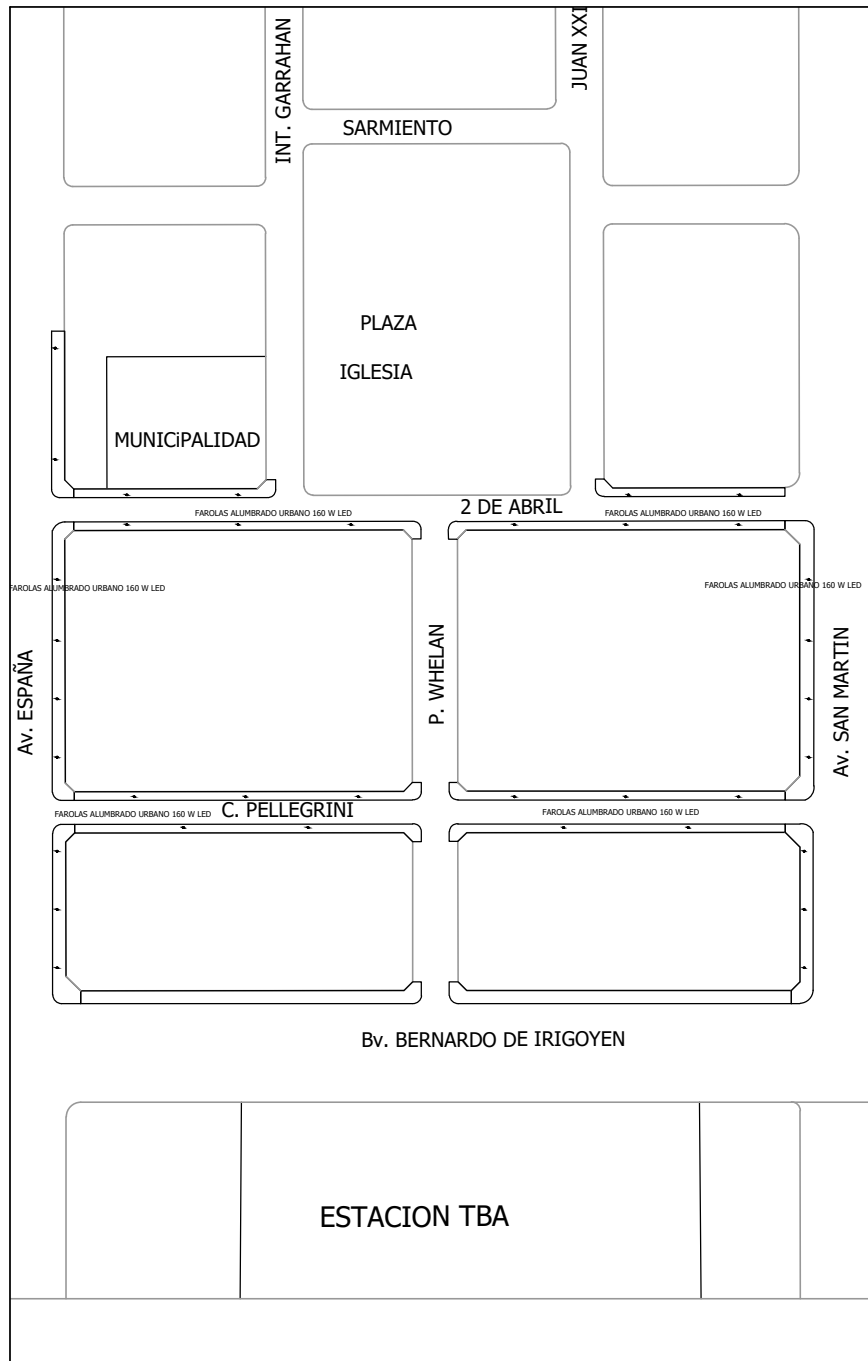 INT. GARRAHAN
JUAN XXI
SARMIENTO
PLAZA
IGLESIA
MUNICiPALIDAD
2 DE ABRIL
FAROLAS ALUMBRADO URBANO 160 W LED
FAROLAS ALUMBRADO URBANO 160 W LED
FAROLAS ALUMBRADO URBANO 160 W LED
FAROLAS ALUMBRADO URBANO 160 W LED
Av. ESPAÑA
P. WHELAN
Av. SAN MARTIN
FAROLAS ALUMBRADO URBANO 160 W LED
C. PELLEGRINI
FAROLAS ALUMBRADO URBANO 160 W LED
Bv. BERNARDO DE IRIGOYEN
ESTACION TBA